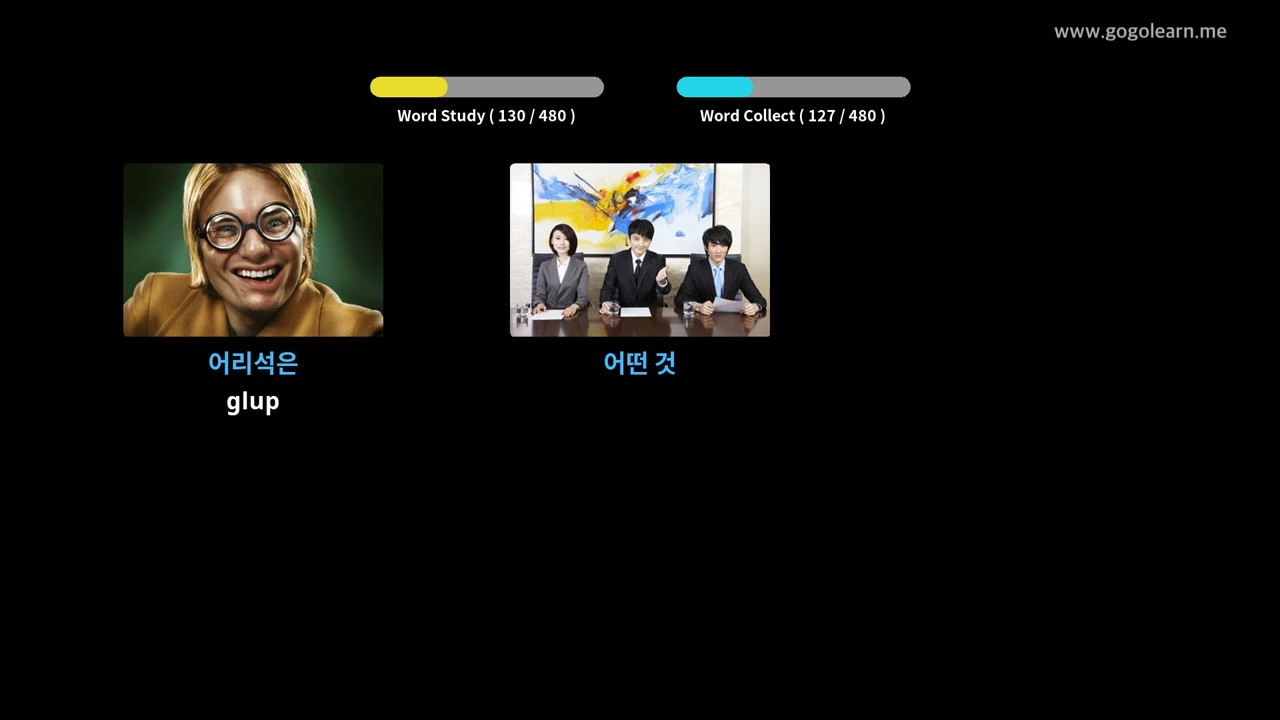 www.gogolearn.me
Word Study ( 130 / 480 )
Word Collect ( 127 / 480 )
어리석은
glup
어떤 것